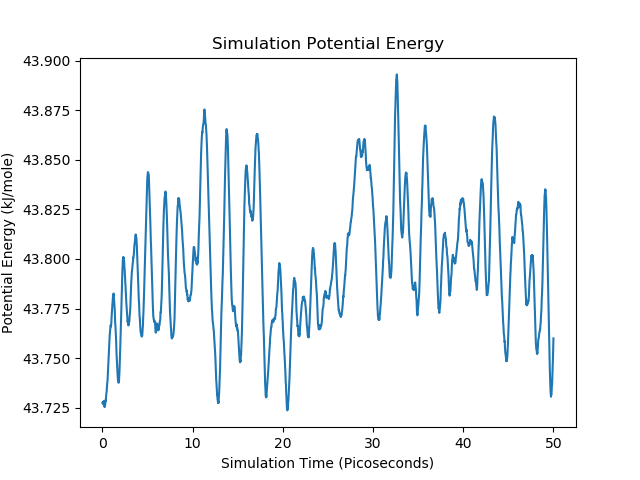 Simulation Potential Energy
43.900
43.875
43.850
43.825
43.800
43.775
43.750
43.725
Potential Energy (kJ/mole)
0 10 20 30 40 50
Simulation Time (Picoseconds)